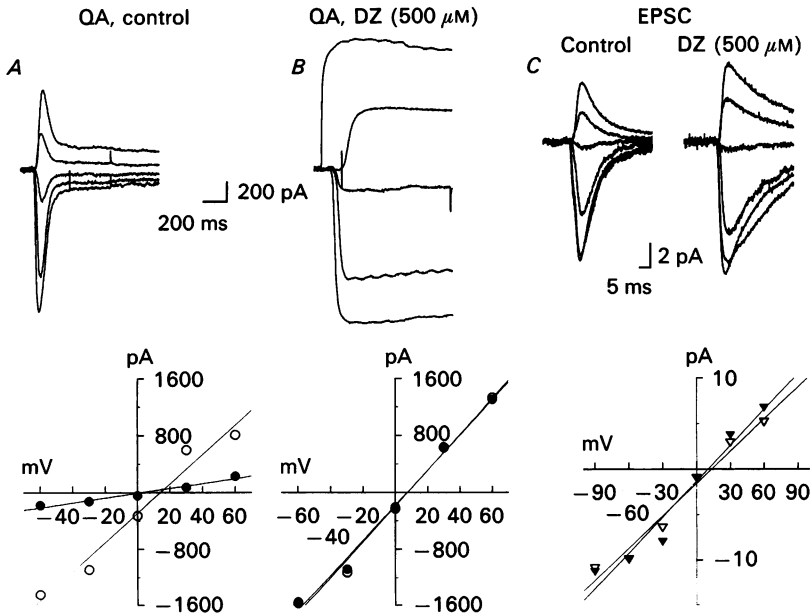 QA, control
QA, DZ (500 μM)
EPSC
Control
DZ (500 μM)
A
B
C
200 pA
200 ms
2 pA
5 ms
pA
1600
800
mV
−40 −20
20 40 60
−800
−1600
pA
1600
800
mV
−60
−40
−20
20 40 60
−800
−1600
pA
10
mV
−90
−60
−30
30 60 90
−10